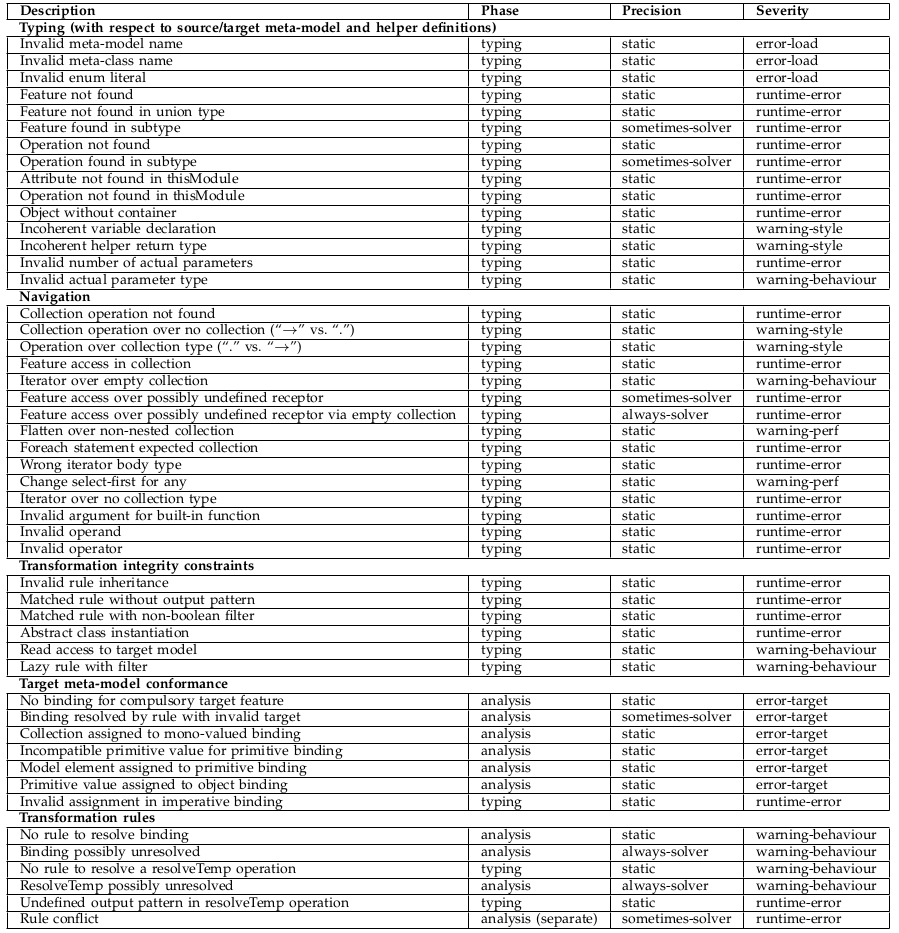 Description Phase Precision Severity
Typing (with respect to source/target meta-model and helper definitions)
Invalid meta-model name typing static error-load
Invalid meta-class name typing static error-load
Invalid enum literal typing static error-load
Feature not found typing static runtime-error
Feature not found in union type typing static runtime-error
Feature found in subtype typing sometimes-solver runtime-error
Operation not found typing static runtime-error
Operation found in subtype typing sometimes-solver runtime-error
Attribute not found in thisModule typing static runtime-error
Operation not found in thisModule typing static runtime-error
Object without container typing static runtime-error
Incoherent variable declaration typing static warning-style
Incoherent helper return type typing static warning-style
Invalid number of actual parameters typing static runtime-error
Invalid actual parameter type typing static warning-behaviour
Navigation
Collection operation not found typing static runtime-error
Collection operation over no collection (“→” vs. “.”) typing static warning-style
Operation over collection type (“.” vs. “→”) typing static warning-style
Feature access in collection typing static runtime-error
Iterator over empty collection typing static warning-behaviour
Feature access over possibly undefined receptor typing sometimes-solver runtime-error
Feature access over possibly undefined receptor via empty collection typing always-solver runtime-error
Flatten over non-nested collection typing static warning-perf
Foreach statement expected collection typing static runtime-error
Wrong iterator body type typing static runtime-error
Change select-first for any typing static warning-perf
Iterator over no collection type typing static runtime-error
Invalid argument for built-in function typing static runtime-error
Invalid operand typing static runtime-error
Invalid operator typing static runtime-error
Transformation integrity constraints
Invalid rule inheritance typing static runtime-error
Matched rule without output pattern typing static runtime-error
Matched rule with non-boolean filter typing static runtime-error
Abstract class instantiation typing static runtime-error
Read access to target model typing static warning-behaviour
Lazy rule with filter typing static warning-behaviour
Target meta-model conformance
No binding for compulsory target feature analysis static error-target
Binding resolved by rule with invalid target analysis sometimes-solver error-target
Collection assigned to mono-valued binding analysis static error-target
Incompatible primitive value for primitive binding analysis static error-target
Model element assigned to primitive binding analysis static error-target
Primitive value assigned to object binding analysis static error-target
Invalid assignment in imperative binding typing static runtime-error
Transformation rules
No rule to resolve binding analysis static warning-behaviour
Binding possibly unresolved analysis always-solver warning-behaviour
No rule to resolve a resolveTemp operation typing static warning-behaviour
ResolveTemp possibly unresolved analysis always-solver warning-behaviour
Undefined output pattern in resolveTemp operation typing static runtime-error
Rule conflict analysis (separate) sometimes-solver runtime-error